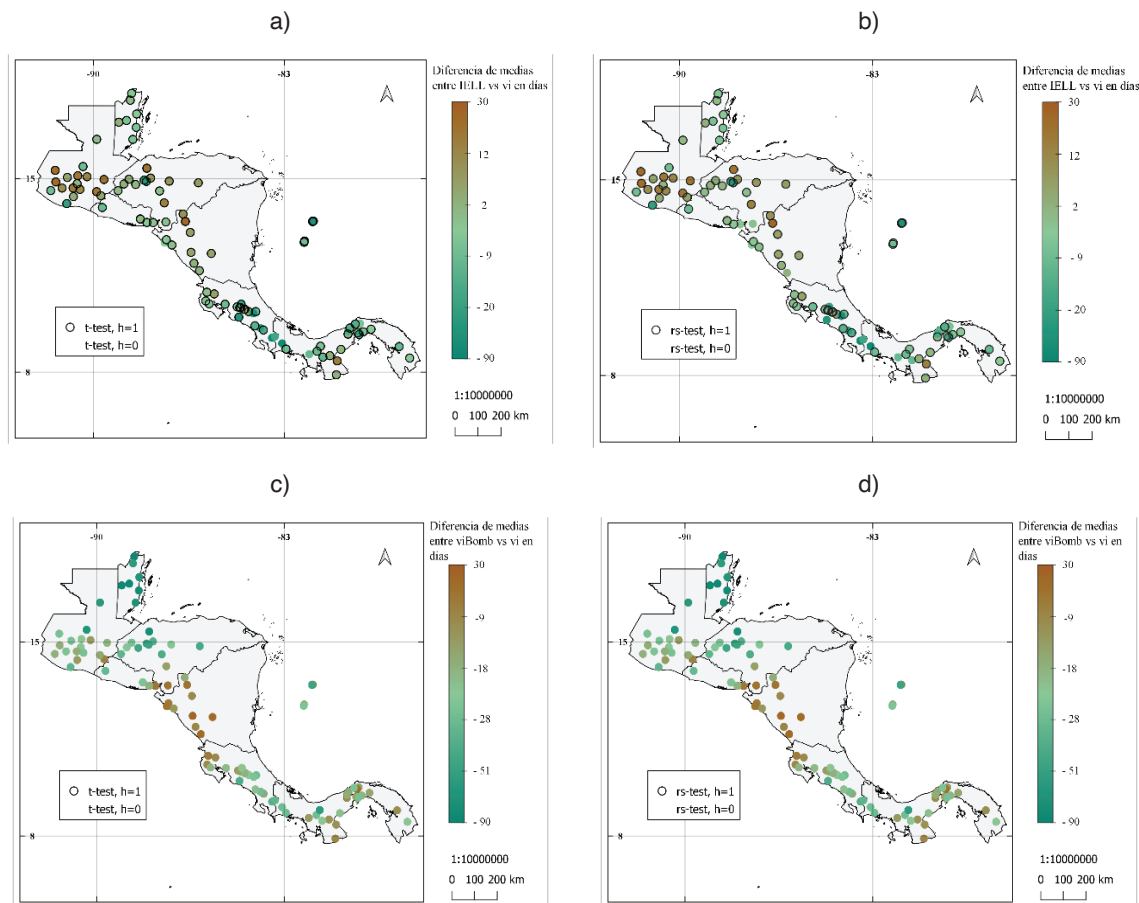 a)
-90
-83
15
8
Diferencia de medias
entre IELL vs vi en días
30
12
2
- 9
- 20
- 90
t-test, h=1
t-test, h=0
1:10000000
0 100 200 km
b)
-90
-83
15
8
Diferencia de medias
entre IELL vs vi en días
30
12
2
- 9
- 20
- 90
rs-test, h=1
rs-test, h=0
1:10000000
0 100 200 km
c)
-90
-83
15
8
Diferencia de medias
entre viBomb vs vi en
días
30
-9
-18
- 28
- 51
- 90
t-test, h=1
t-test, h=0
1:10000000
0 100 200 km
d)
-90
-83
15
8
Diferencia de medias
entre viBomb vs vi en
días
30
-9
-18
- 28
- 51
- 90
rs-test, h=1
rs-test, h=0
1:10000000
0 100 200 km